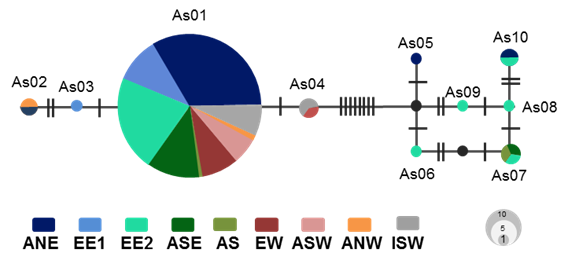 As01
As02
As03
As04
As05
As10
As09
As08
As06
As07
ANE EE1 EE2 ASE AS EW ASW ANW ISW
10
5
1